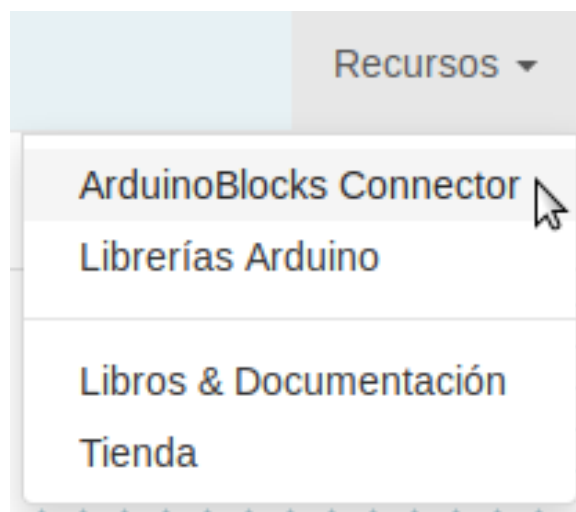 Recursos
ArduinoBlocks Connector
Librerías Arduino
Libros & Documentación
Tienda